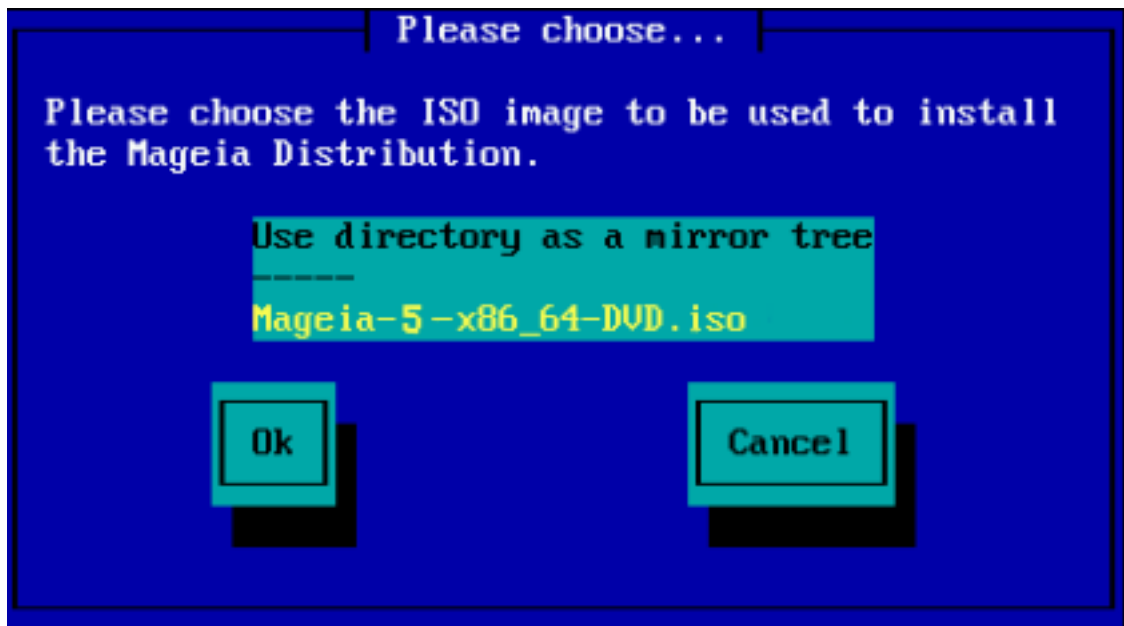 Please choose...
Please choose the ISO image to be used to install
the Mageia Distribution.
Use directory as a mirror tree
-----
Mageia-5-x86_64-DVD.iso
Ok
Cancel